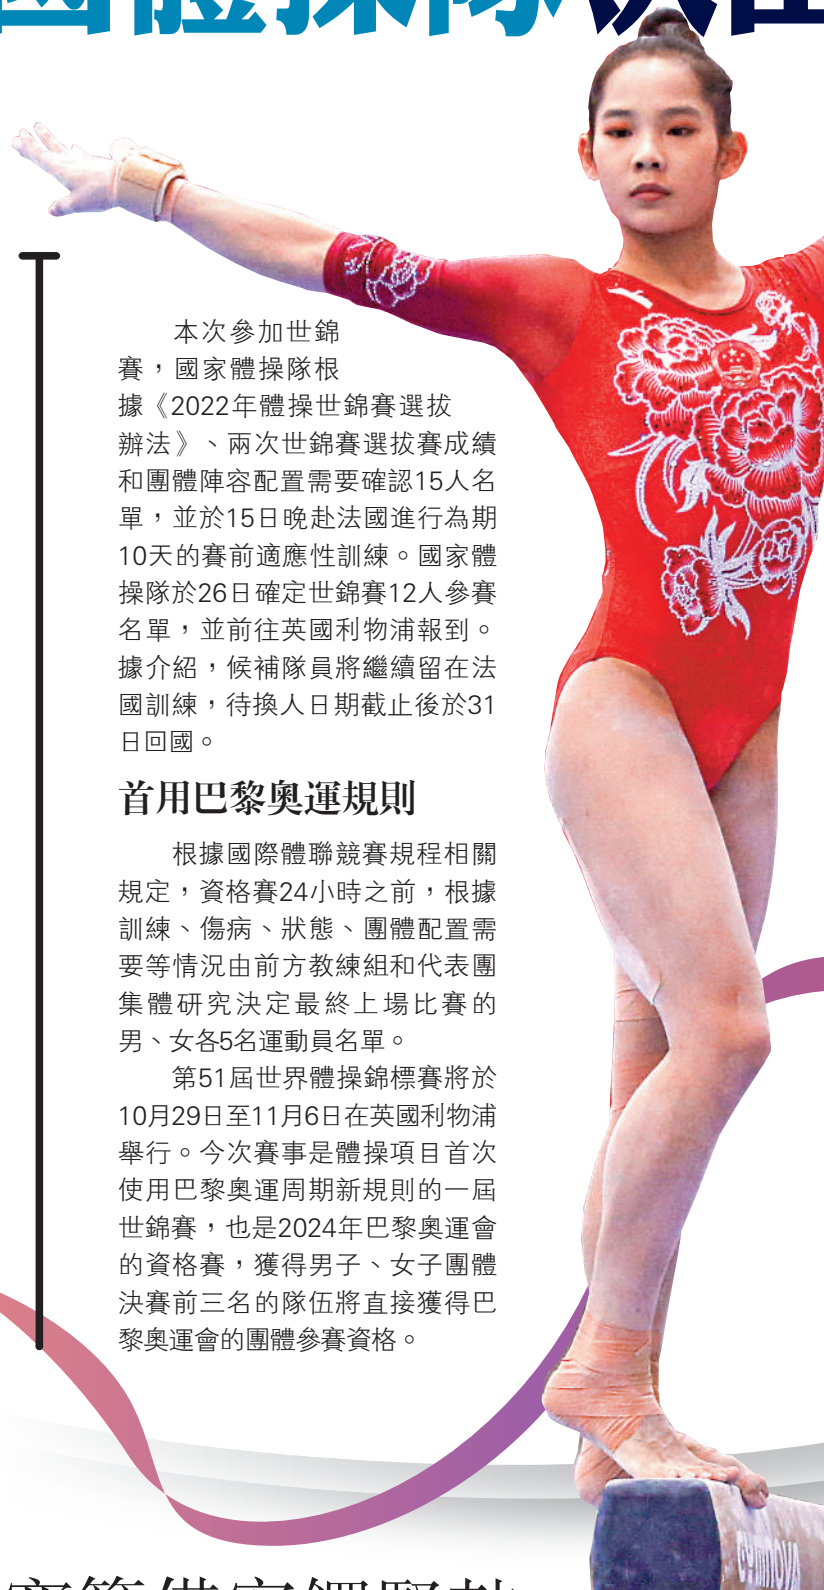 國體操隊
本次參加世錦
賽，國家體操隊根
據《2022年體操世錦賽選拔
辦法》、兩次世錦賽選拔賽成績
和團體陣容配置需要確認15人名
單，並於15日晚赴法國進行為期
10天的賽前適應性訓練。國家體
操隊於26日確定世錦賽12人參賽
名單，並前往英國利物浦報到。
據介紹，候補隊員將繼續留在法
國訓練，待換人日期截止後於31
日回國。
首用巴黎奧運規則
根據國際體聯競賽規程相關
規定，資格賽24小時之前，根據
訓練、傷病、狀態、團體配置需
要等情況由前方教練組和代表團
集體研究決定最終上場比賽的
男、女各5名運動員名單。
第51屆世界體操錦標賽將於
10月29日至11月6日在英國利物浦
舉行。今次賽事是體操項目首次
使用巴黎奧運周期新規則的一屆
世錦賽，也是2024年巴黎奧運會
的資格賽，獲得男子、女子團體
決賽前三名的隊伍將直接獲得巴
黎奧運會的團體參賽資格。